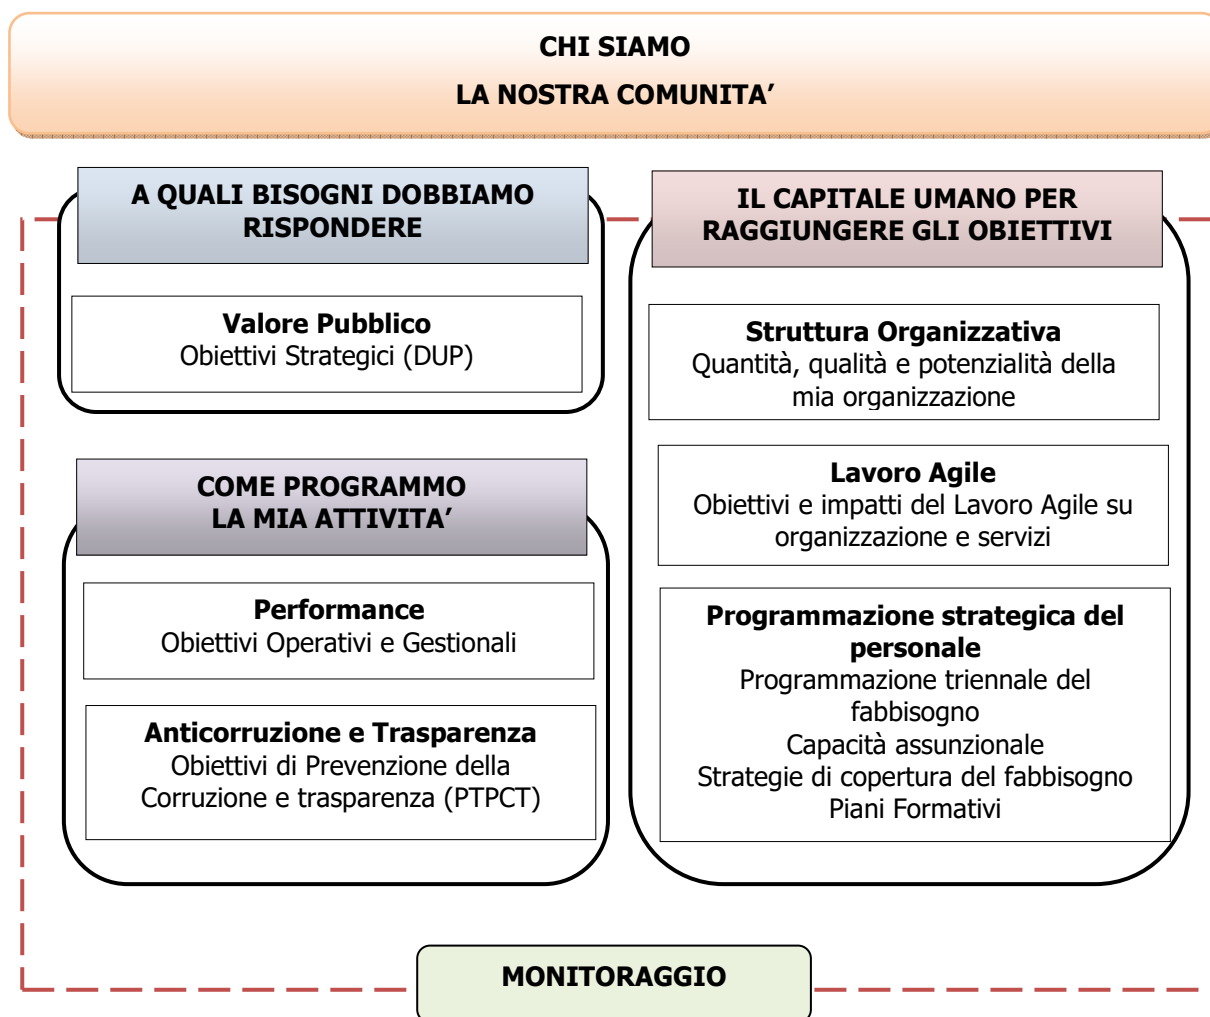 CHI SIAMO
LA NOSTRA COMUNITA’
A QUALI BISOGNI DOBBIAMO
RISPONDERE
Valore Pubblico
Obiettivi Strategici (DUP)
COME PROGRAMMO
LA MIA ATTIVITA’
Performance
Obiettivi Operativi e Gestionali
Anticorruzione e Trasparenza
Obiettivi di Prevenzione della
Corruzione e trasparenza (PTPCT)
IL CAPITALE UMANO PER
RAGGIUNGERE GLI OBIETTIVI
Struttura Organizzativa
Quantità, qualità e potenzialità della
mia organizzazione
Lavoro Agile
Obiettivi e impatti del Lavoro Agile su
organizzazione e servizi
Programmazione strategica del
personale
Programmazione triennale del
fabbisogno
Capacità assunzionale
Strategie di copertura del fabbisogno
Piani Formativi
MONITORAGGIO